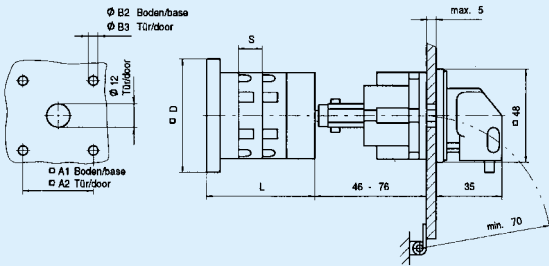 Ø B2 Boden/base
Ø B3 Tür/door
S
max. 5
Ø 12
Tür/door
□ D
□ 48
□ A1 Boden/base
□ A2 Tür/door
L
46 - 76
35
min. 70